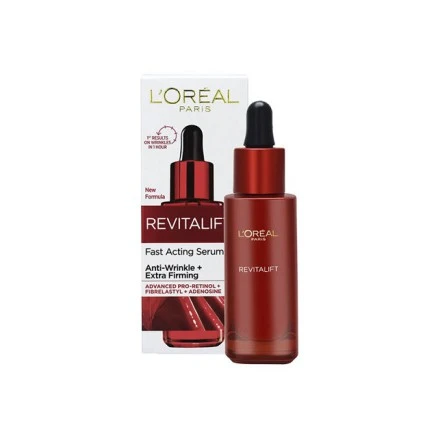 L'ORÉAL
PARIS
1ST RESULTS
ON WRINKLES
IN 1 HOUR
New
Formula
REVITALIFT
Fast Acting Serum
Anti-Wrinkle +
Extra Firming
ADVANCED PRO-RETINOL +
FIBRELASTYL + ADENOSINE
L'ORÉAL
PARIS
REVITALIFT